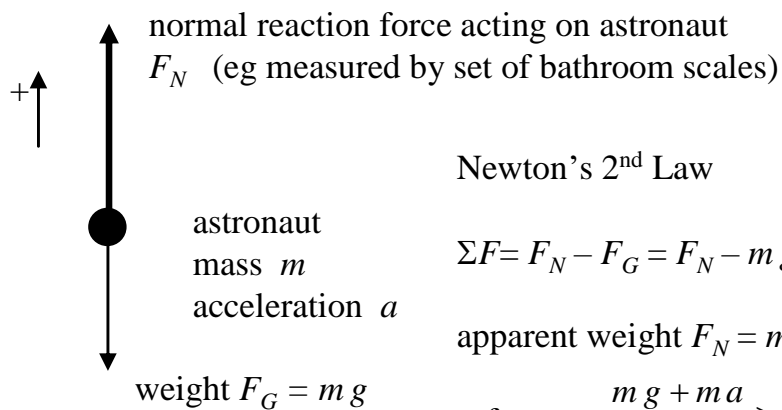 normal reaction force acting on astronaut
F_N (eg measured by set of bathroom scales)
+
Newton's 2nd Law
astronaut
mass m
acceleration a
ΣF= F_N – F_G = F_N – m
apparent weight F_N = m
weight F_G = m g
m g + m a